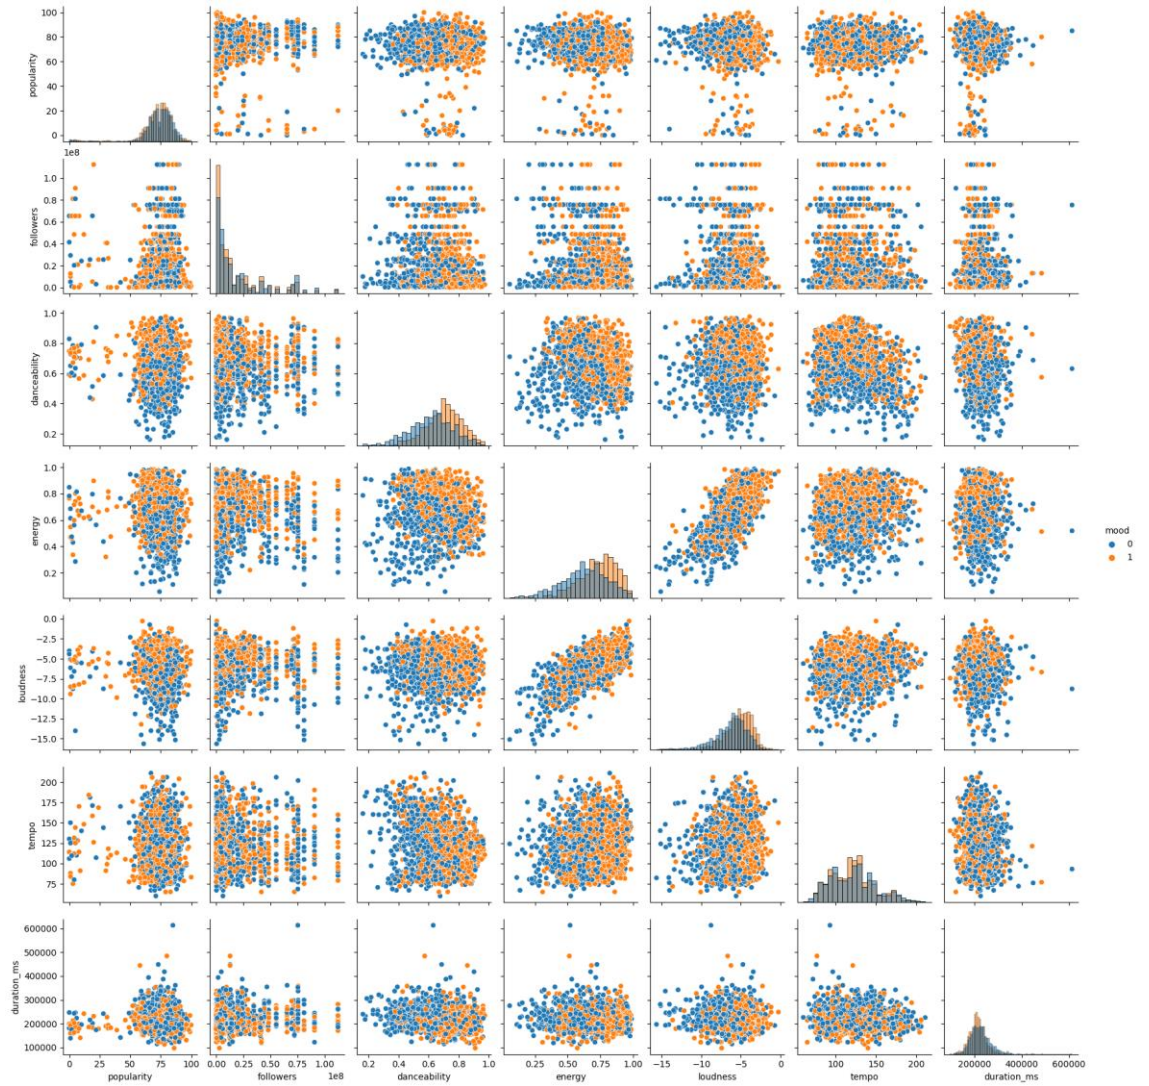 100
80
60
40
20
0
popularity
1e8
1.0
0.8
0.6
0.4
0.2
0.0
followers
1.0
0.8
0.6
0.4
0.2
danceability
1.0
0.8
0.6
0.4
0.2
energy
mood
0
1
0.0
−2.5
−5.0
−7.5
−10.0
−12.5
−15.0
loudness
200
175
150
125
100
75
tempo
600000
500000
400000
300000
200000
100000
duration_ms
0 25 50 75 100
popularity
0.00 0.25 0.50 0.75 1.00
1e8
followers
0.2 0.4 0.6 0.8 1.0
danceability
0.00 0.25 0.50 0.75 1.00
energy
−15 −10 −5 0
loudness
100 150 200
tempo
200000 400000 600000
duration_ms